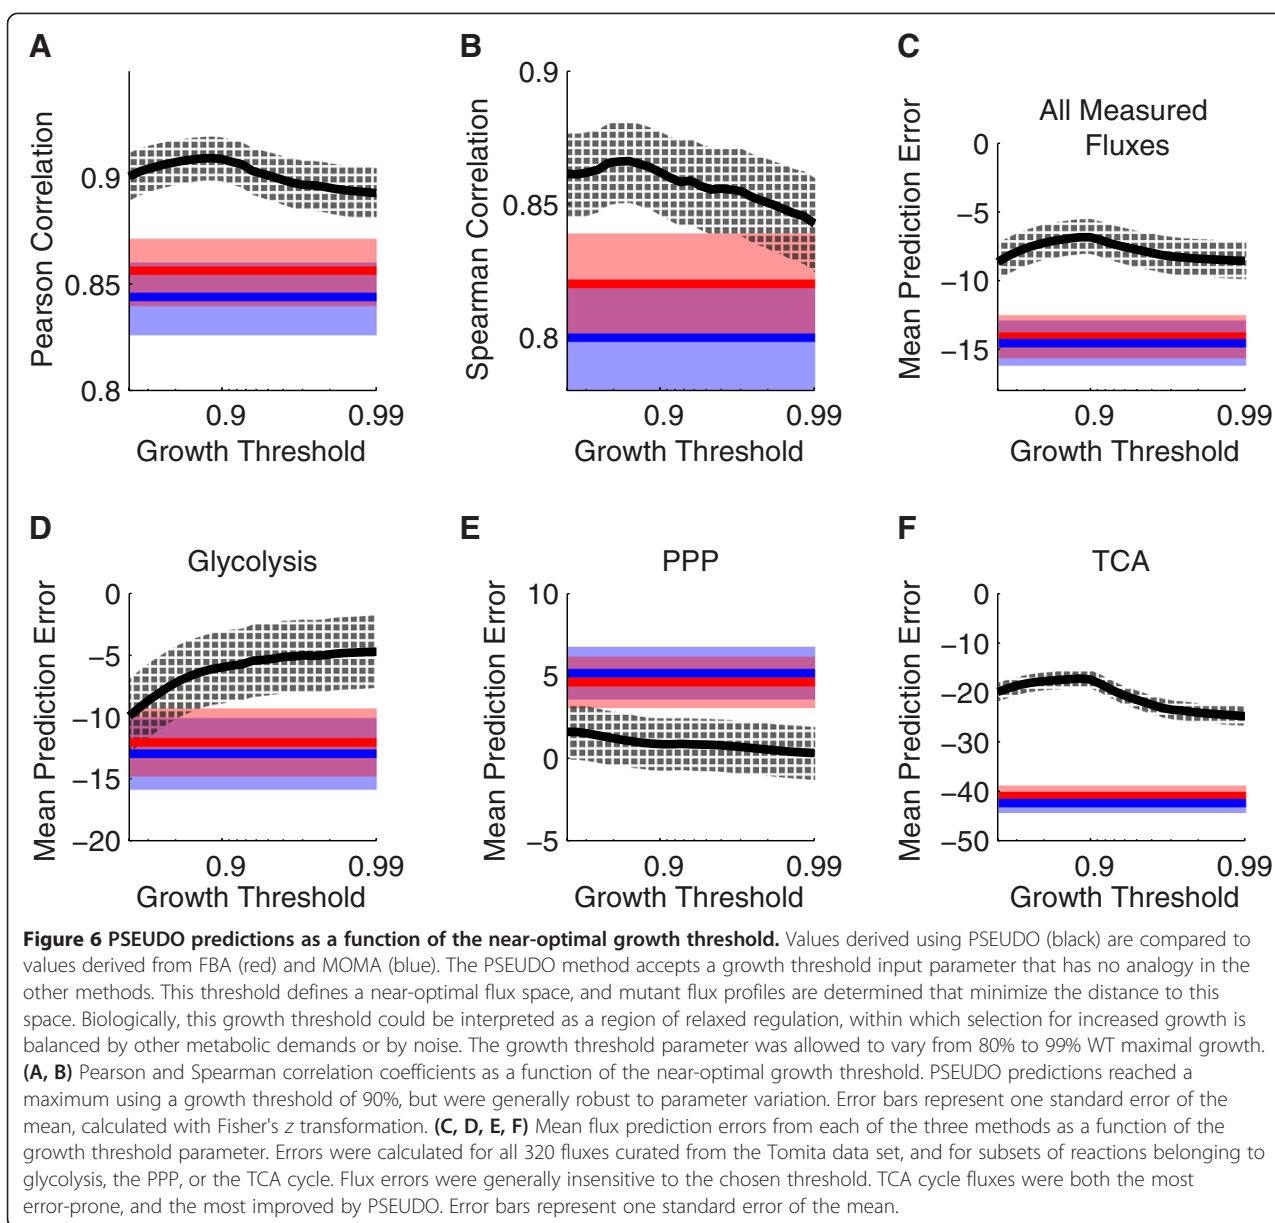 A
B
C
Pearson Correlation
0.9
0.85
0.8
0.9
0.99
Growth Threshold
Spearman Correlation
0.9
0.85
0.8
0.9
0.99
Growth Threshold
All Measured
Fluxes
Mean Prediction Error
0
−5
−10
−15
0.9
0.99
Growth Threshold
D
E
F
Glycolysis
Mean Prediction Error
0
−5
−10
−15
−20
0.9
0.99
Growth Threshold
PPP
Mean Prediction Error
10
5
0
−5
0.9
0.99
Growth Threshold
TCA
Mean Prediction Error
0
−10
−20
−30
−40
−50
0.9
0.99
Growth Threshold
Figure 6 PSEUDO predictions as a function of the near-optimal growth threshold. Values derived using PSEUDO (black) are compared to
values derived from FBA (red) and MOMA (blue). The PSEUDO method accepts a growth threshold input parameter that has no analogy in the
other methods. This threshold defines a near-optimal flux space, and mutant flux profiles are determined that minimize the distance to this
space. Biologically, this growth threshold could be interpreted as a region of relaxed regulation, within which selection for increased growth is
balanced by other metabolic demands or by noise. The growth threshold parameter was allowed to vary from 80% to 99% WT maximal growth.
(A, B) Pearson and Spearman correlation coefficients as a function of the near-optimal growth threshold. PSEUDO predictions reached a
maximum using a growth threshold of 90%, but were generally robust to parameter variation. Error bars represent one standard error of the
mean, calculated with Fisher's z transformation. (C, D, E, F) Mean flux prediction errors from each of the three methods as a function of the
growth threshold parameter. Errors were calculated for all 320 fluxes curated from the Tomita data set, and for subsets of reactions belonging to
glycolysis, the PPP, or the TCA cycle. Flux errors were generally insensitive to the chosen threshold. TCA cycle fluxes were both the most
error-prone, and the most improved by PSEUDO. Error bars represent one standard error of the mean.